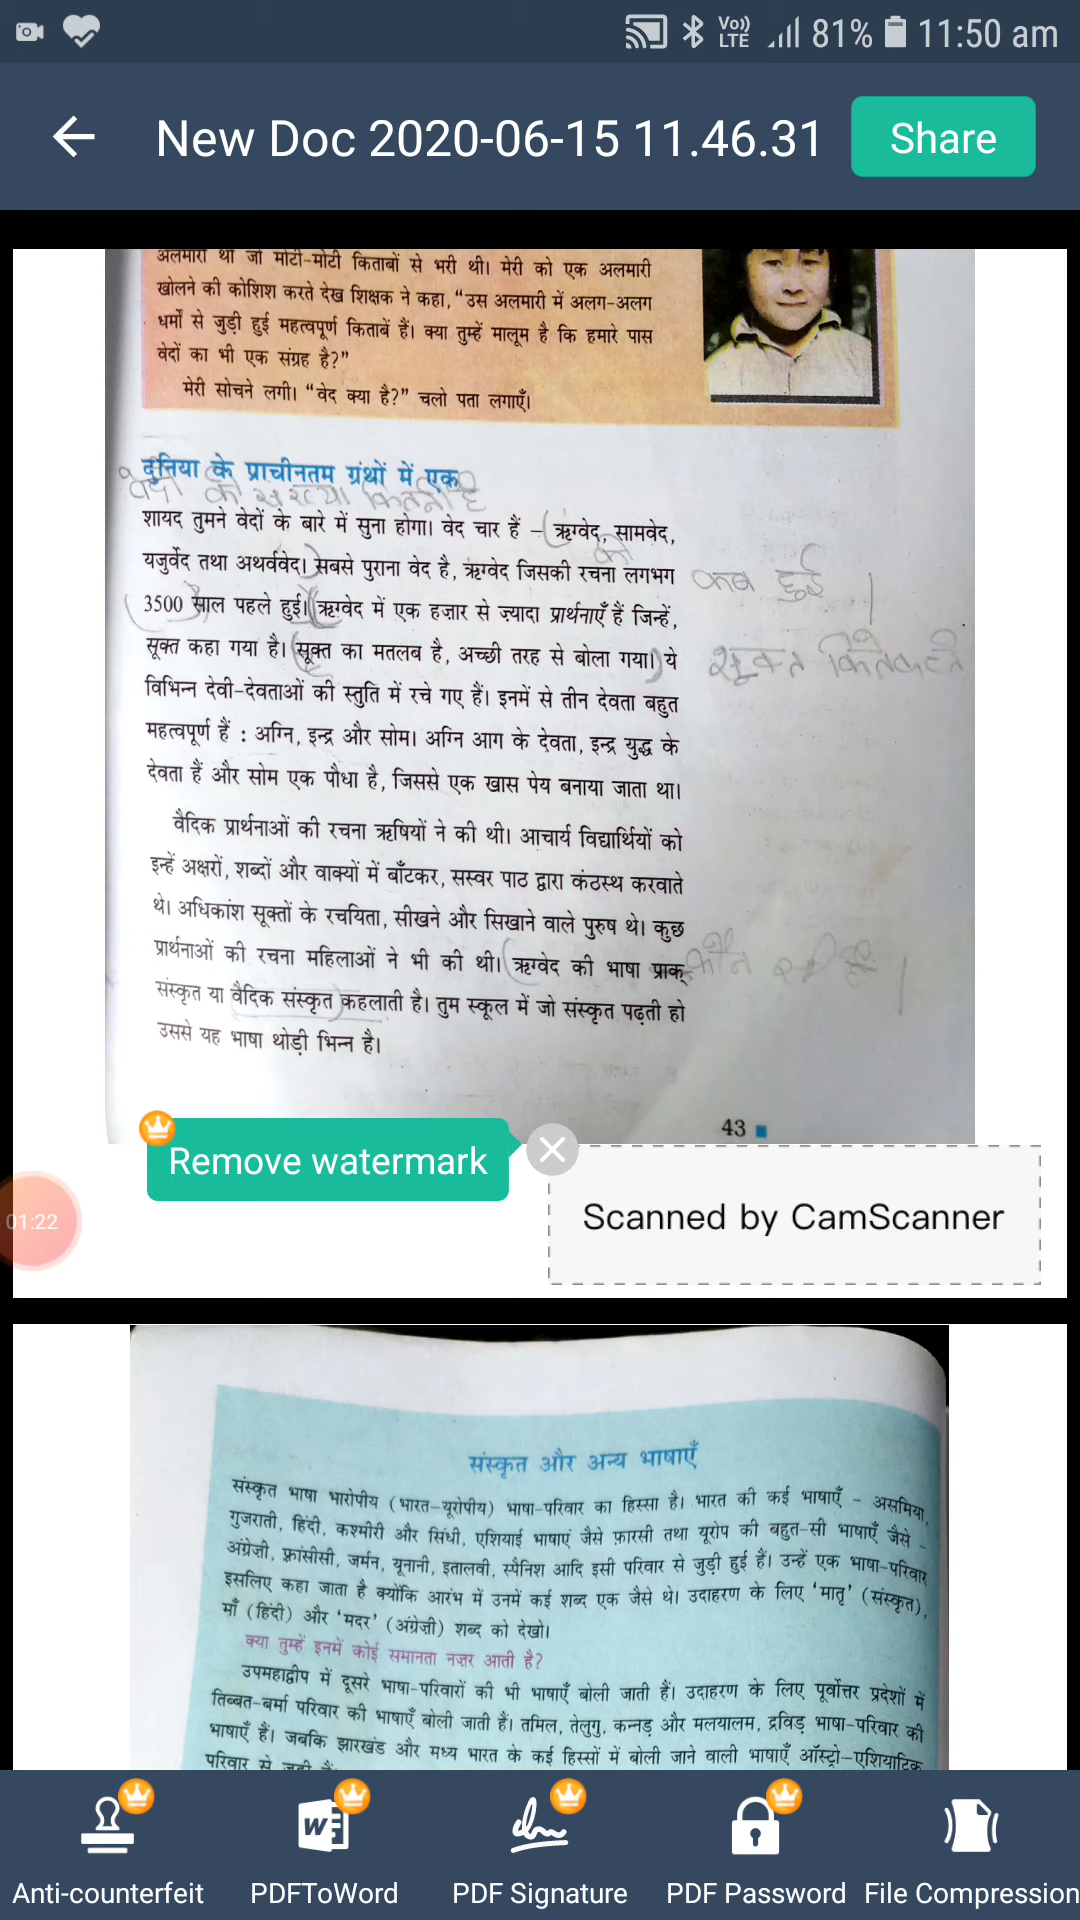 81% 11:50 am
Vo)) LTE
New Doc 2020-06-15 11.46.31
Share
अलमारी थी जो मोटी-मोटी किताबों से भरी थी। मेरी को एक अलमारी
खोलने की कोशिश करते देख शिक्षक ने कहा, “उस अलमारी में अलग-अलग
धर्मों से जुड़ी हुई महत्वपूर्ण किताबें हैं। क्या तुम्हें मालूम है कि हमारे पास
वेदों का भी एक संग्रह है?”
मेरी सोचने लगी। “वेद क्या है?” चलो पता लगाएँ।
दुनिया के प्राचीनतम ग्रंथों में एक
वेदों की संख्या कितनी है
शायद तुमने वेदों के बारे में सुना होगा। वेद चार हैं – ऋग्वेद, सामवेद,
यजुर्वेद तथा अथर्ववेद। सबसे पुराना वेद है, ऋग्वेद जिसकी रचना लगभग
की कब हुई।
3500 साल पहले हुई। ऋग्वेद में एक हज़ार से ज़्यादा प्रार्थनाएँ हैं जिन्हें,
सूक्त कहा गया है। सूक्त का मतलब है, अच्छी तरह से बोला गया। ये
सूक्त कहते
विभिन्न देवी-देवताओं की स्तुति में रचे गए हैं। इनमें से तीन देवता बहुत
महत्वपूर्ण हैं : अग्नि, इन्द्र और सोम। अग्नि आग के देवता, इन्द्र युद्ध के
देवता हैं और सोम एक पौधा है, जिससे एक खास पेय बनाया जाता था।
वैदिक प्रार्थनाओं की रचना ऋषियों ने की थी। आचार्य विद्यार्थियों को
इन्हें अक्षरों, शब्दों और वाक्यों में बाँटकर, सस्वर पाठ द्वारा कंठस्थ करवाते
थे। अधिकांश सूक्तों के रचयिता, सीखने और सिखाने वाले पुरुष थे। कुछ
प्रार्थनाओं की रचना महिलाओं ने भी की थी। ऋग्वेद की भाषा प्राक्
कौन है।
संस्कृत या वैदिक संस्कृत कहलाती है। तुम स्कूल में जो संस्कृत पढ़ती हो
उससे यह भाषा थोड़ी भिन्न है।
43
Remove watermark
01:22
Scanned by CamScanner
संस्कृत और अन्य भाषाएँ
संस्कृत भाषा भारोपीय (भारत-यूरोपीय) भाषा-परिवार का हिस्सा है। भारत की कई भाषाएँ – असमिया,
गुजराती, हिंदी, कश्मीरी और सिंधी, एशियाई भाषाएं जैसे फ़ारसी तथा यूरोप की बहुत-सी भाषाएँ जैसे –
अंग्रेज़ी, फ़्रांसीसी, जर्मन, यूनानी, इतालवी, स्पैनिश आदि इसी परिवार से जुड़ी हुई हैं। उन्हें एक भाषा-परिवार
इसलिए कहा जाता है क्योंकि आरंभ में उनमें कई शब्द एक जैसे थे। उदाहरण के लिए ‘मातृ’ (संस्कृत),
माँ (हिंदी) और ‘मदर’ (अंग्रेज़ी) शब्द को देखो।
क्या तुम्हें इनमें कोई समानता नज़र आती है?
उपमहाद्वीप में दूसरे भाषा-परिवारों की भी भाषाएँ बोली जाती हैं। उदाहरण के लिए पूर्वोत्तर प्रदेशों में
तिब्बत-बर्मा परिवार की भाषाएँ बोली जाती हैं। तमिल, तेलुगु, कन्नड़ और मलयालम, द्रविड़ भाषा-परिवार की
भाषाएँ हैं। जबकि झारखंड और मध्य भारत के कई हिस्सों में बोली जाने वाली भाषाएँ ऑस्ट्रो-एशियाटिक
परिवार से
Anti-counterfeit
PDFToWord
PDF Signature
PDF Password
File Compression